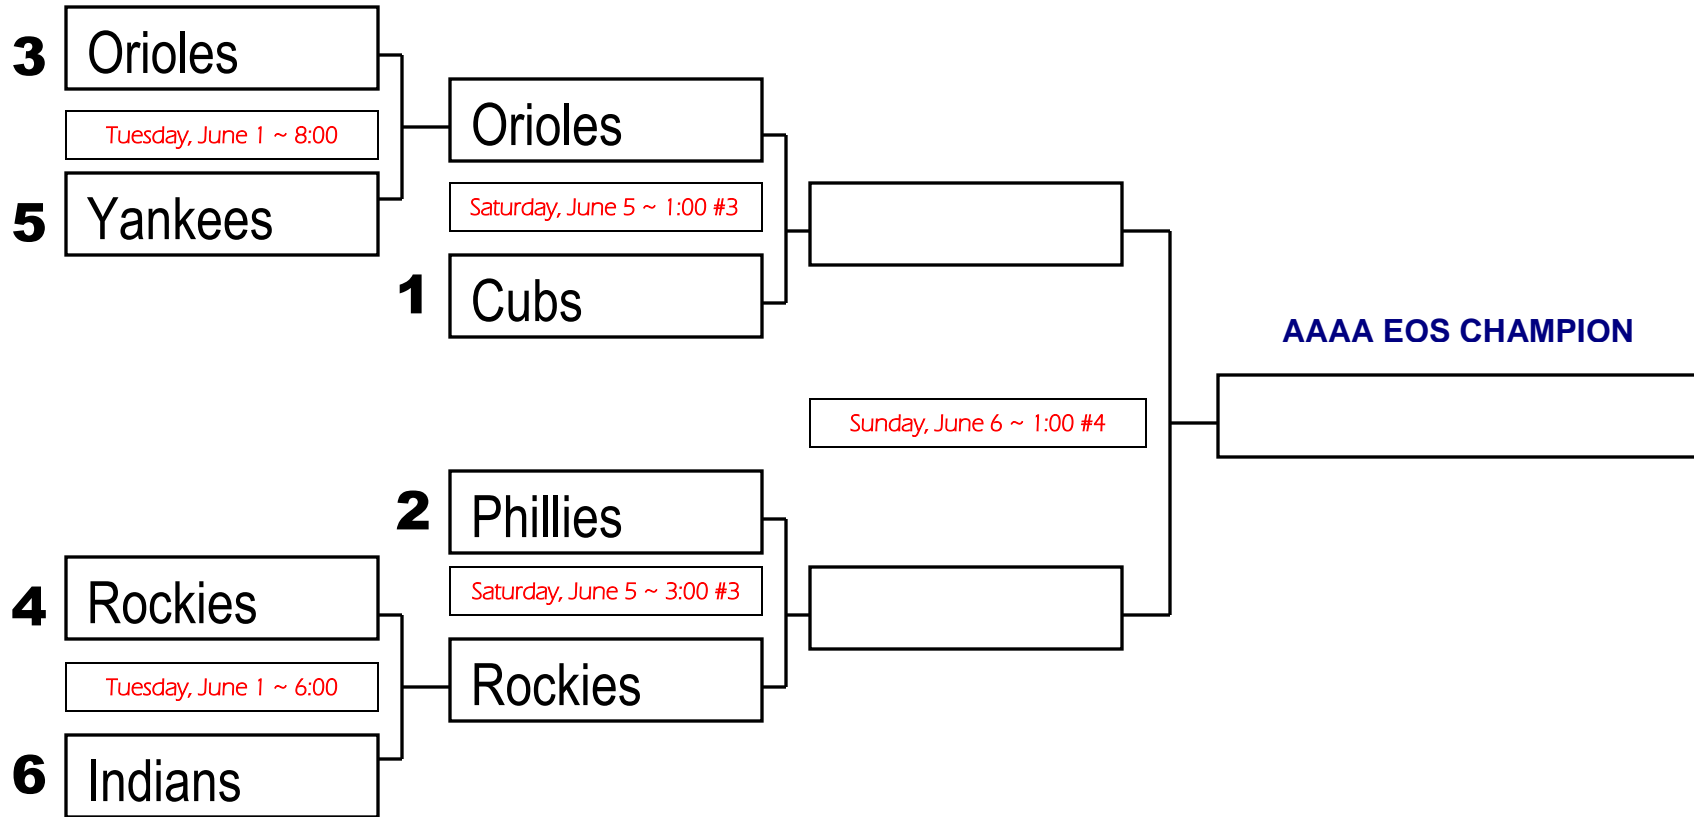 3
Orioles
Tuesday, June 1 ~ 8:00
5
Yankees
Orioles
Saturday, June 5 ~ 1:00 #3
1
Cubs
AAAA EOS CHAMPION
Sunday, June 6 ~ 1:00 #4
2
Phillies
Saturday, June 5 ~ 3:00 #3
Rockies
4
Rockies
Tuesday, June 1 ~ 6:00
6
Indians